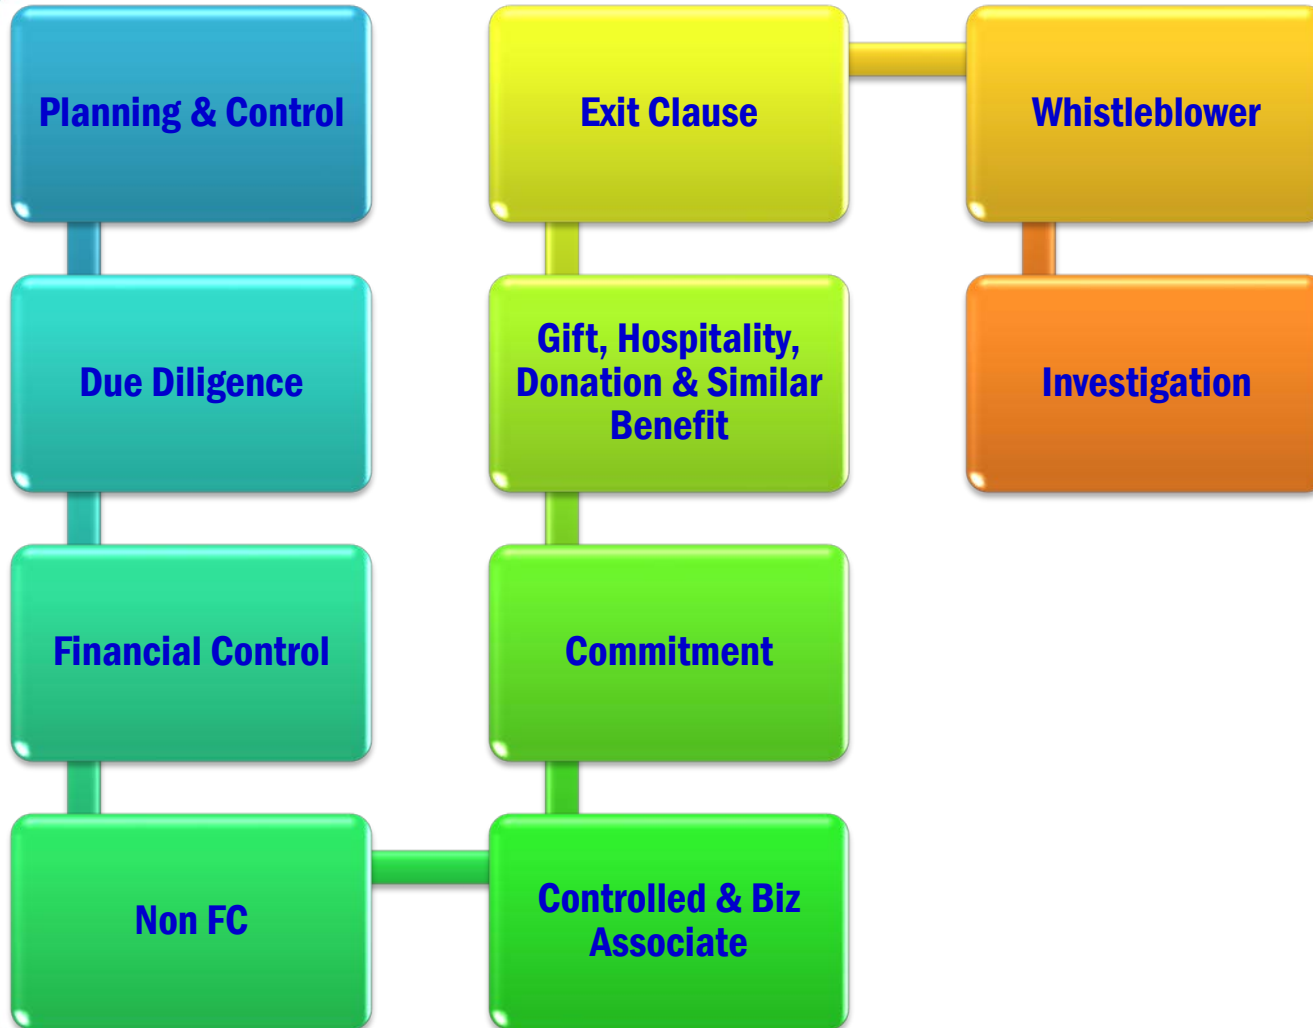 Planning & Control
Due Diligence
Financial Control
Non FC
Controlled & Biz
Associate
Commitment
Gift, Hospitality,
Donation & Similar
Benefit
Exit Clause
Whistleblower
Investigation